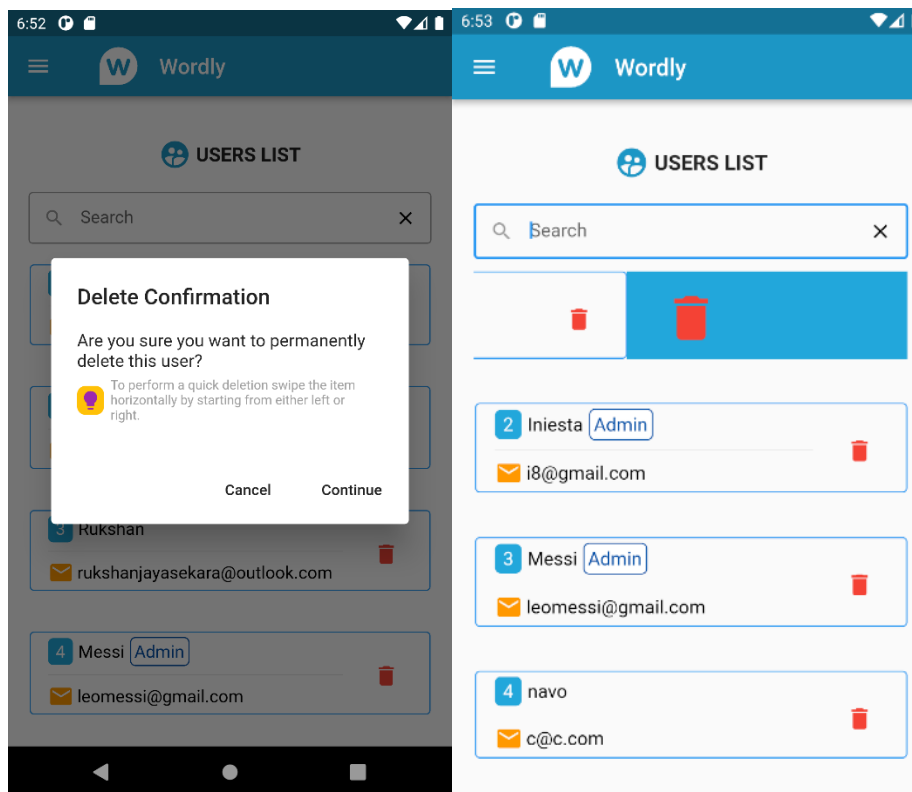 6:52
W Wordly
USERS LIST
Search
Delete Confirmation
Are you sure you want to permanently
delete this user?
To perform a quick deletion swipe the item
horizontally by starting from either left or
right.
Cancel Continue
3 Rukshan
rukshanjayasekara@outlook.com
4 Messi Admin
leomessi@gmail.com
6:53
W Wordly
USERS LIST
Search
2 Iniesta Admin
i8@gmail.com
3 Messi Admin
leomessi@gmail.com
4 navo
c@c.com